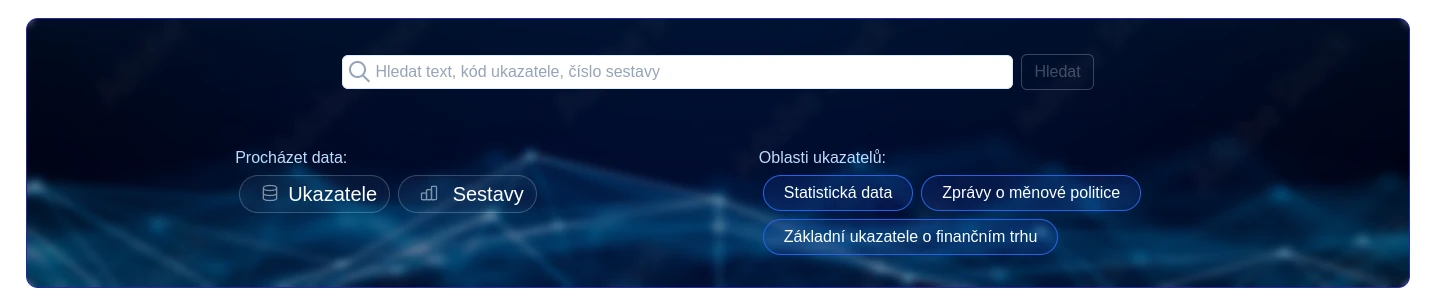 Hledat text, kód ukazatele, číslo sestavy
Hledat
Procházet data:
Ukazatele
Sestavy
Oblasti ukazatelů:
Statistická data
Zprávy o měnové politice
Základní ukazatele o finančním trhu